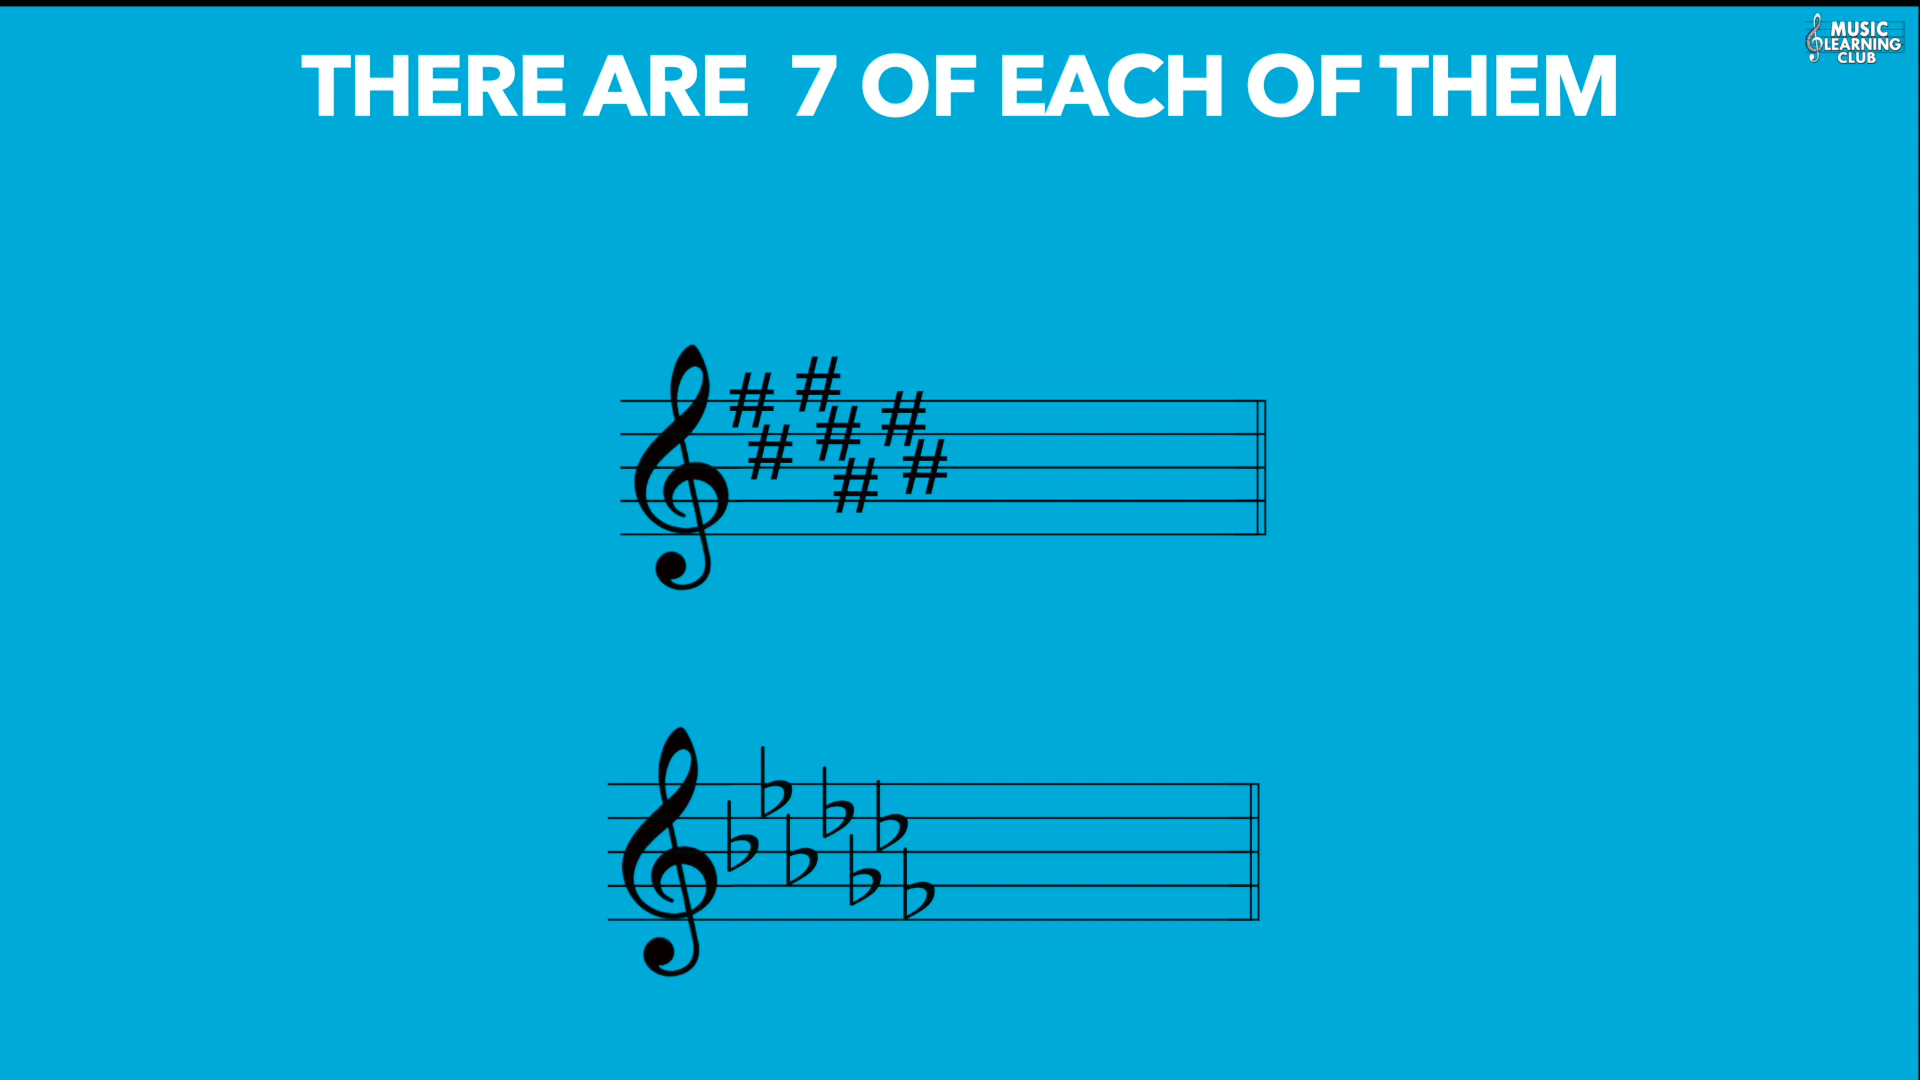 THERE ARE 7 OF EACH OF THEM
MUSIC
LEARNING
CLUB